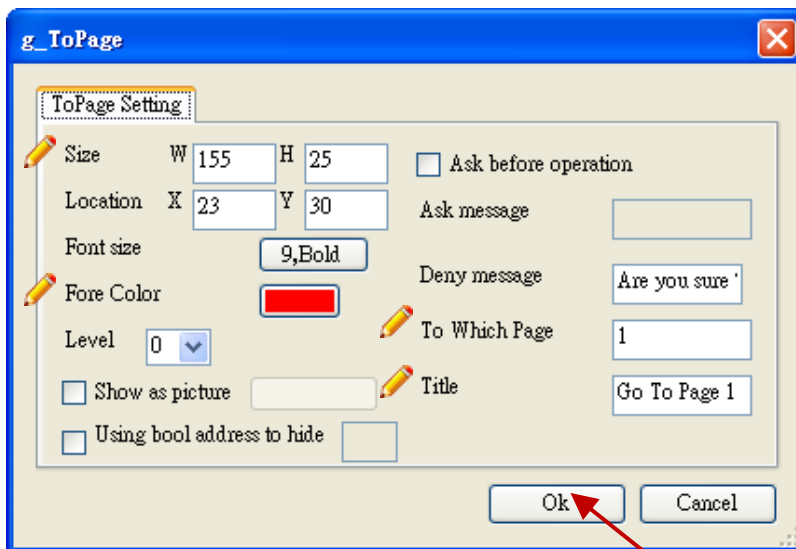 g_ToPage
ToPage Setting
Size W 155 H 25
Location X 23 Y 30
Font size 9,Bold
Fore Color
Level 0
Show as picture
Using bool address to hide
Ask before operation
Ask message
Deny message Are you sure '
To Which Page 1
Title Go To Page 1
Ok Cancel